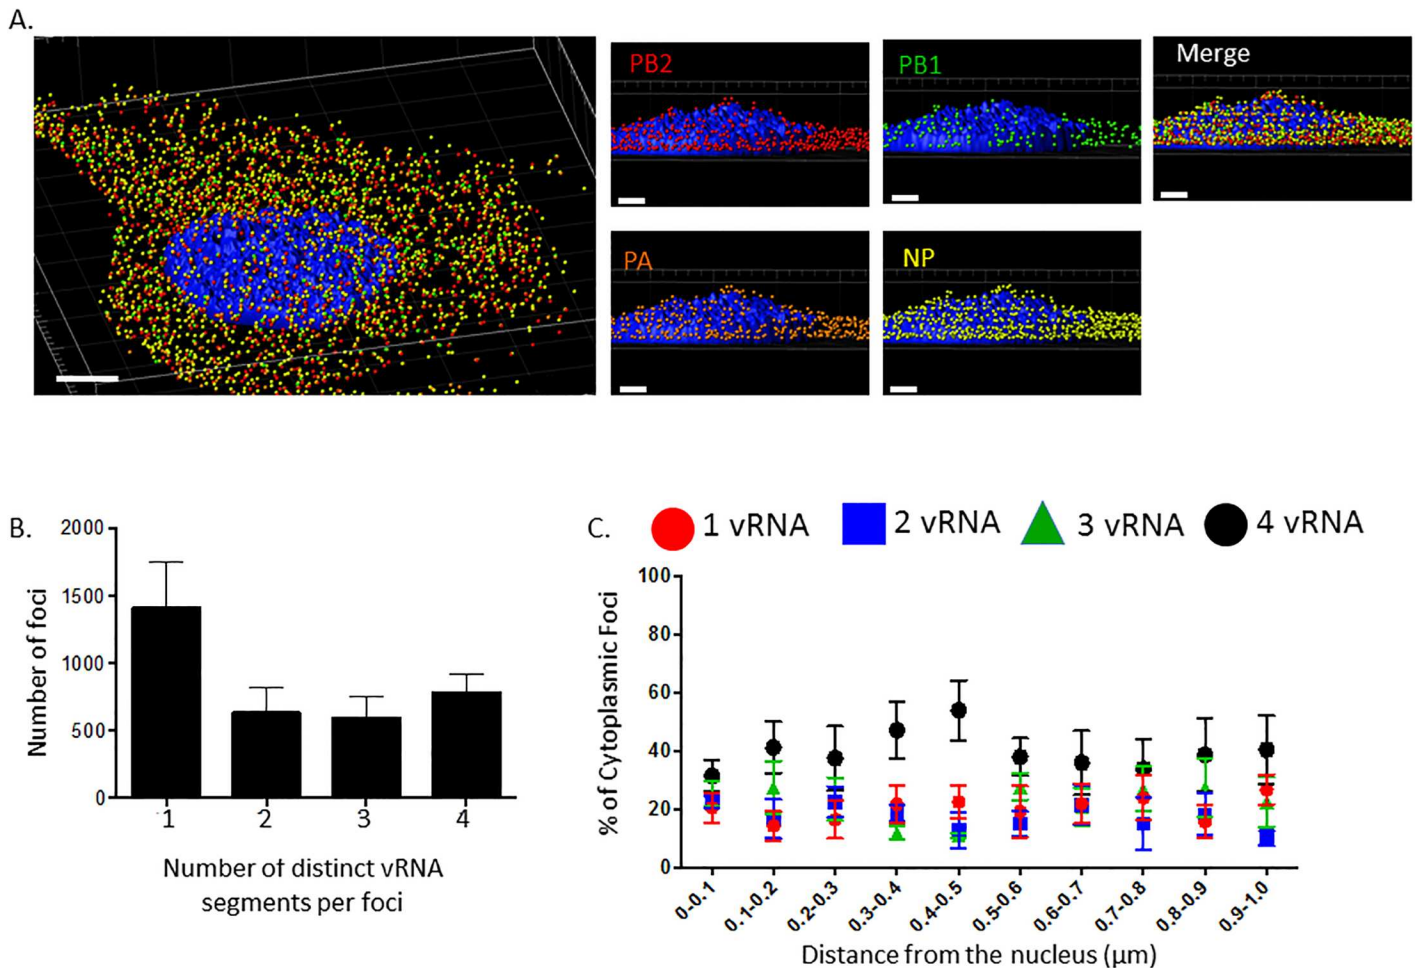 A.
PB2
PB1
Merge
PA
NP
B.
2000
1500
1000
500
0
Number of foci
1 2 3 4
Number of distinct vRNA
segments per foci
C.
1 vRNA 2 vRNA 3 vRNA 4 vRNA
100
80
60
40
20
0
% of Cytoplasmic Foci
0-0.1 0.1-0.2 0.2-0.3 0.3-0.4 0.4-0.5 0.5-0.6 0.6-0.7 0.7-0.8 0.8-0.9 0.9-1.0
Distance from the nucleus (μm)